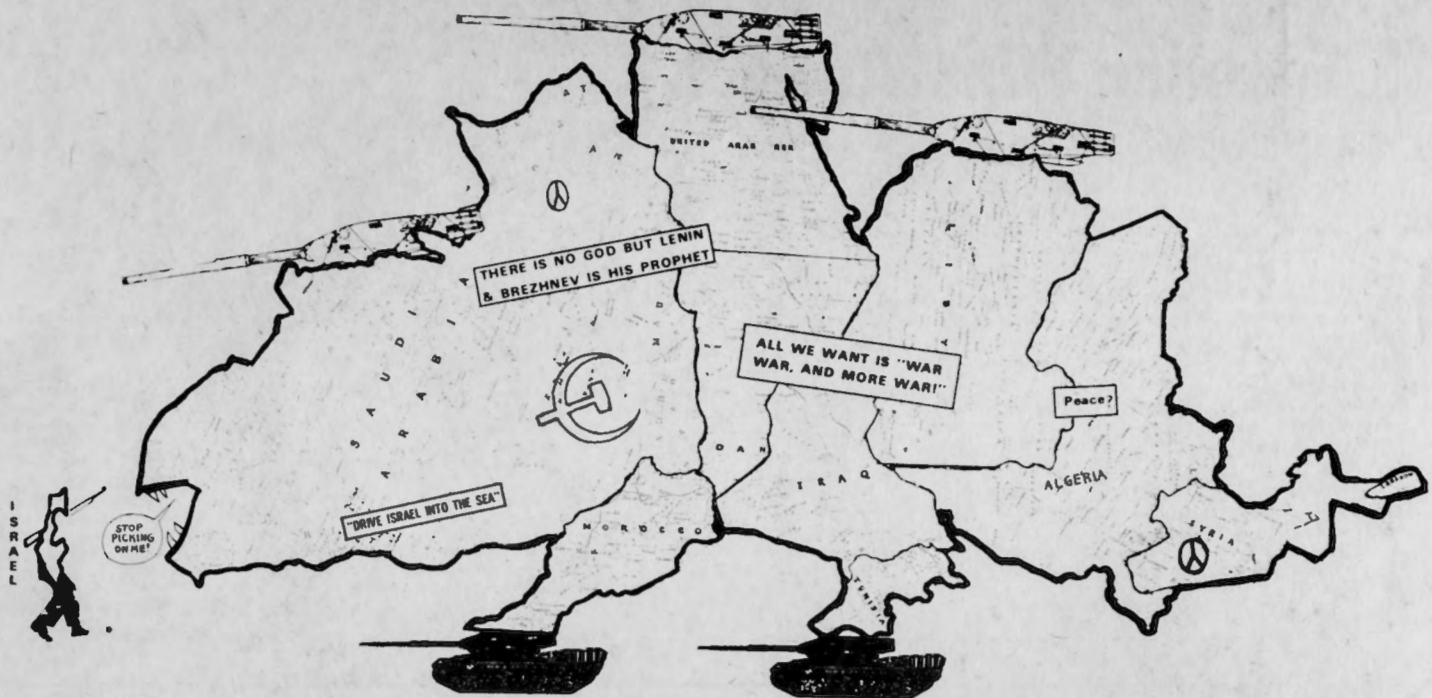 UNITED ARAB REP
THERE IS NO GOD BUT LENIN
& BREZHNEV IS HIS PROPHET
SAUDI
ARABIA
ALL WE WANT IS "WAR
WAR, AND MORE WAR!"
Peace?
IRAQ
ALGERIA
"DRIVE ISRAEL INTO THE SEA"
MOROCCO
SYRIA
ISRAEL
STOP
PICKING
ON ME!